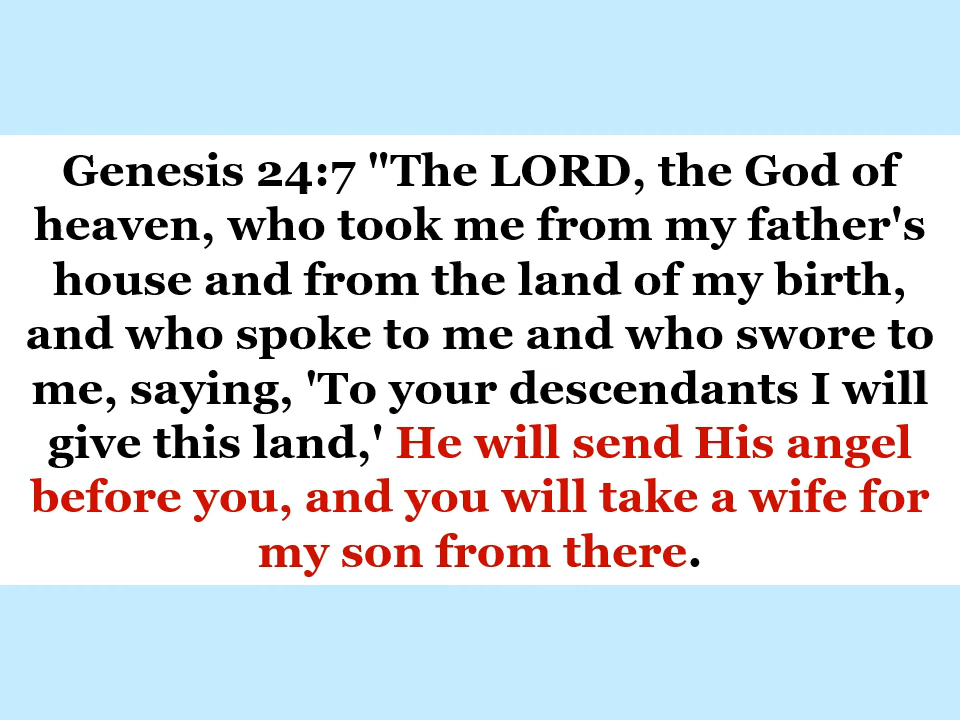 Genesis 24:7 "The LORD, the God of
heaven, who took me from my father's
house and from the land of my birth,
and who spoke to me and who swore to
me, saying, 'To your descendants I will
give this land,' He will send His angel
before you, and you will take a wife for
my son from there.